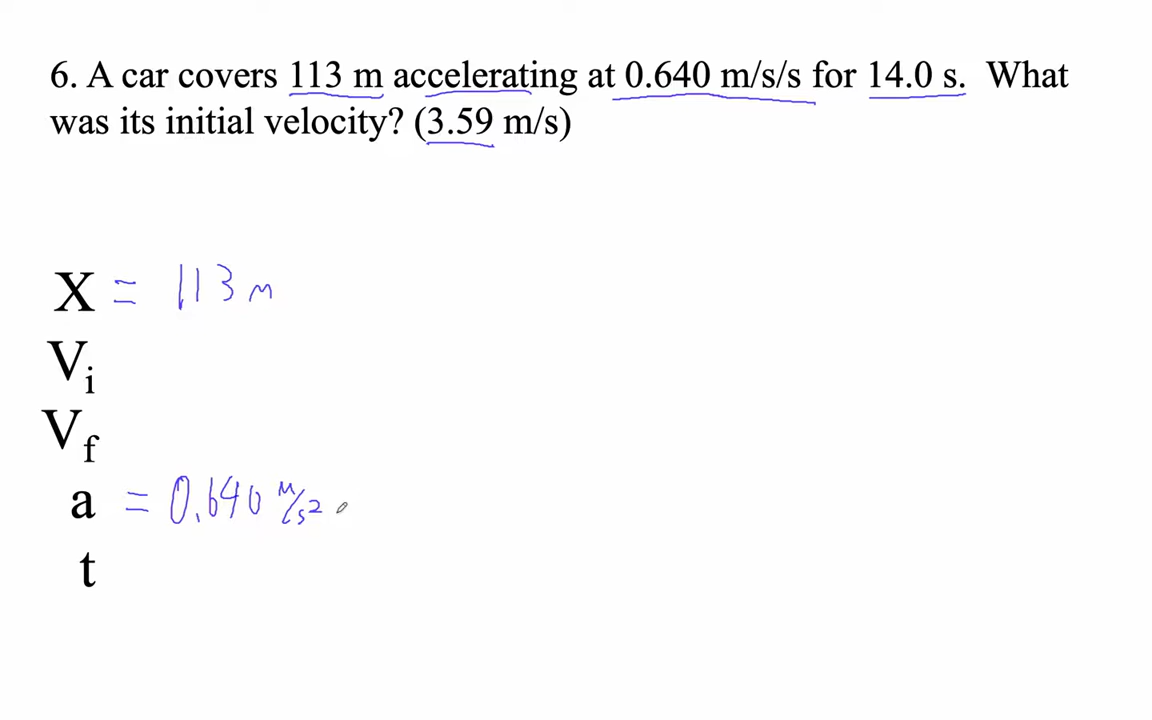 6. A car covers 113 m accelerating at 0.640 m/s/s for 14.0 s. What
was its initial velocity? (3.59 m/s)
X = 113 m
Vi
Vf
a = 0.640 m/s2
t